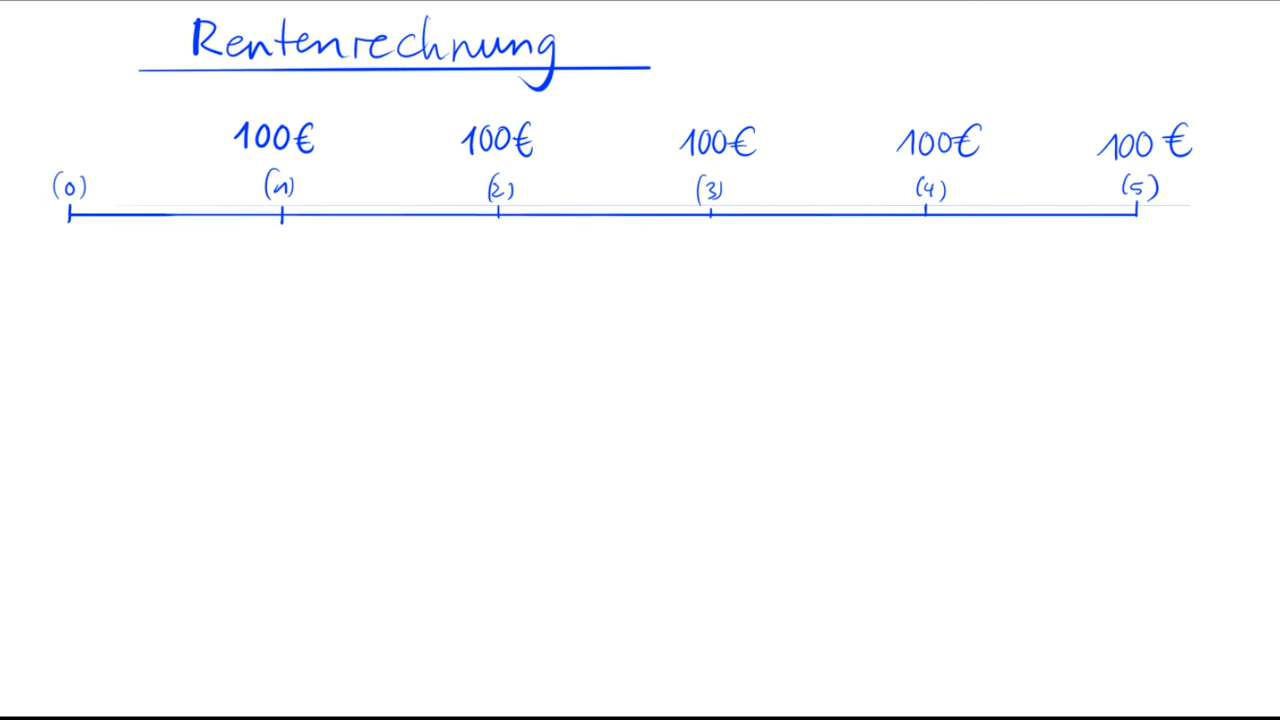 Rentenrechnung
100€ 100€ 100€ 100€ 100€
(0) (1) (2) (3) (4) (5)